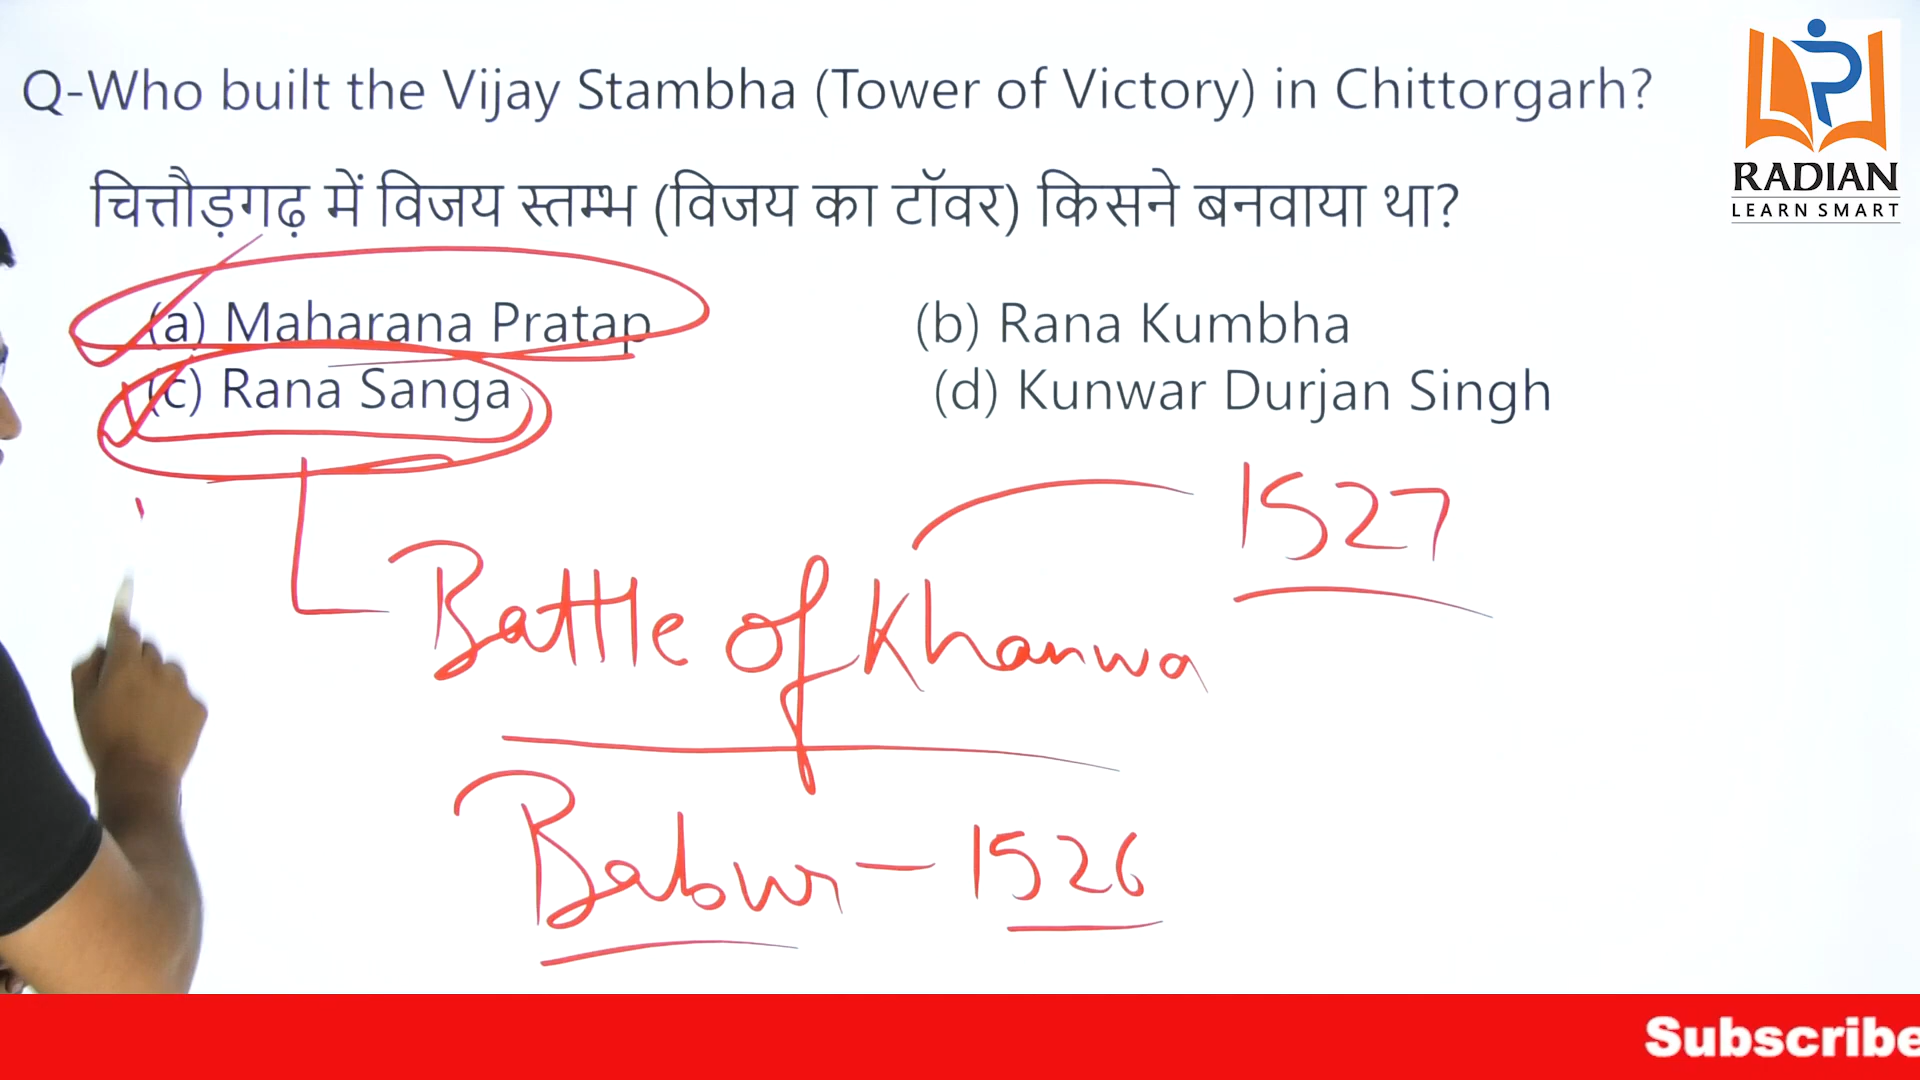 Q-Who built the Vijay Stambha (Tower of Victory) in Chittorgarh?
चित्तौड़गढ़ में विजय स्तम्भ (विजय का टॉवर) किसने बनवाया था?
(a) Maharana Pratap (b) Rana Kumbha
(c) Rana Sanga (d) Kunwar Durjan Singh
1527
Battle of Khanwa
Babur - 1526
RADIAN
LEARN SMART
Subscribe